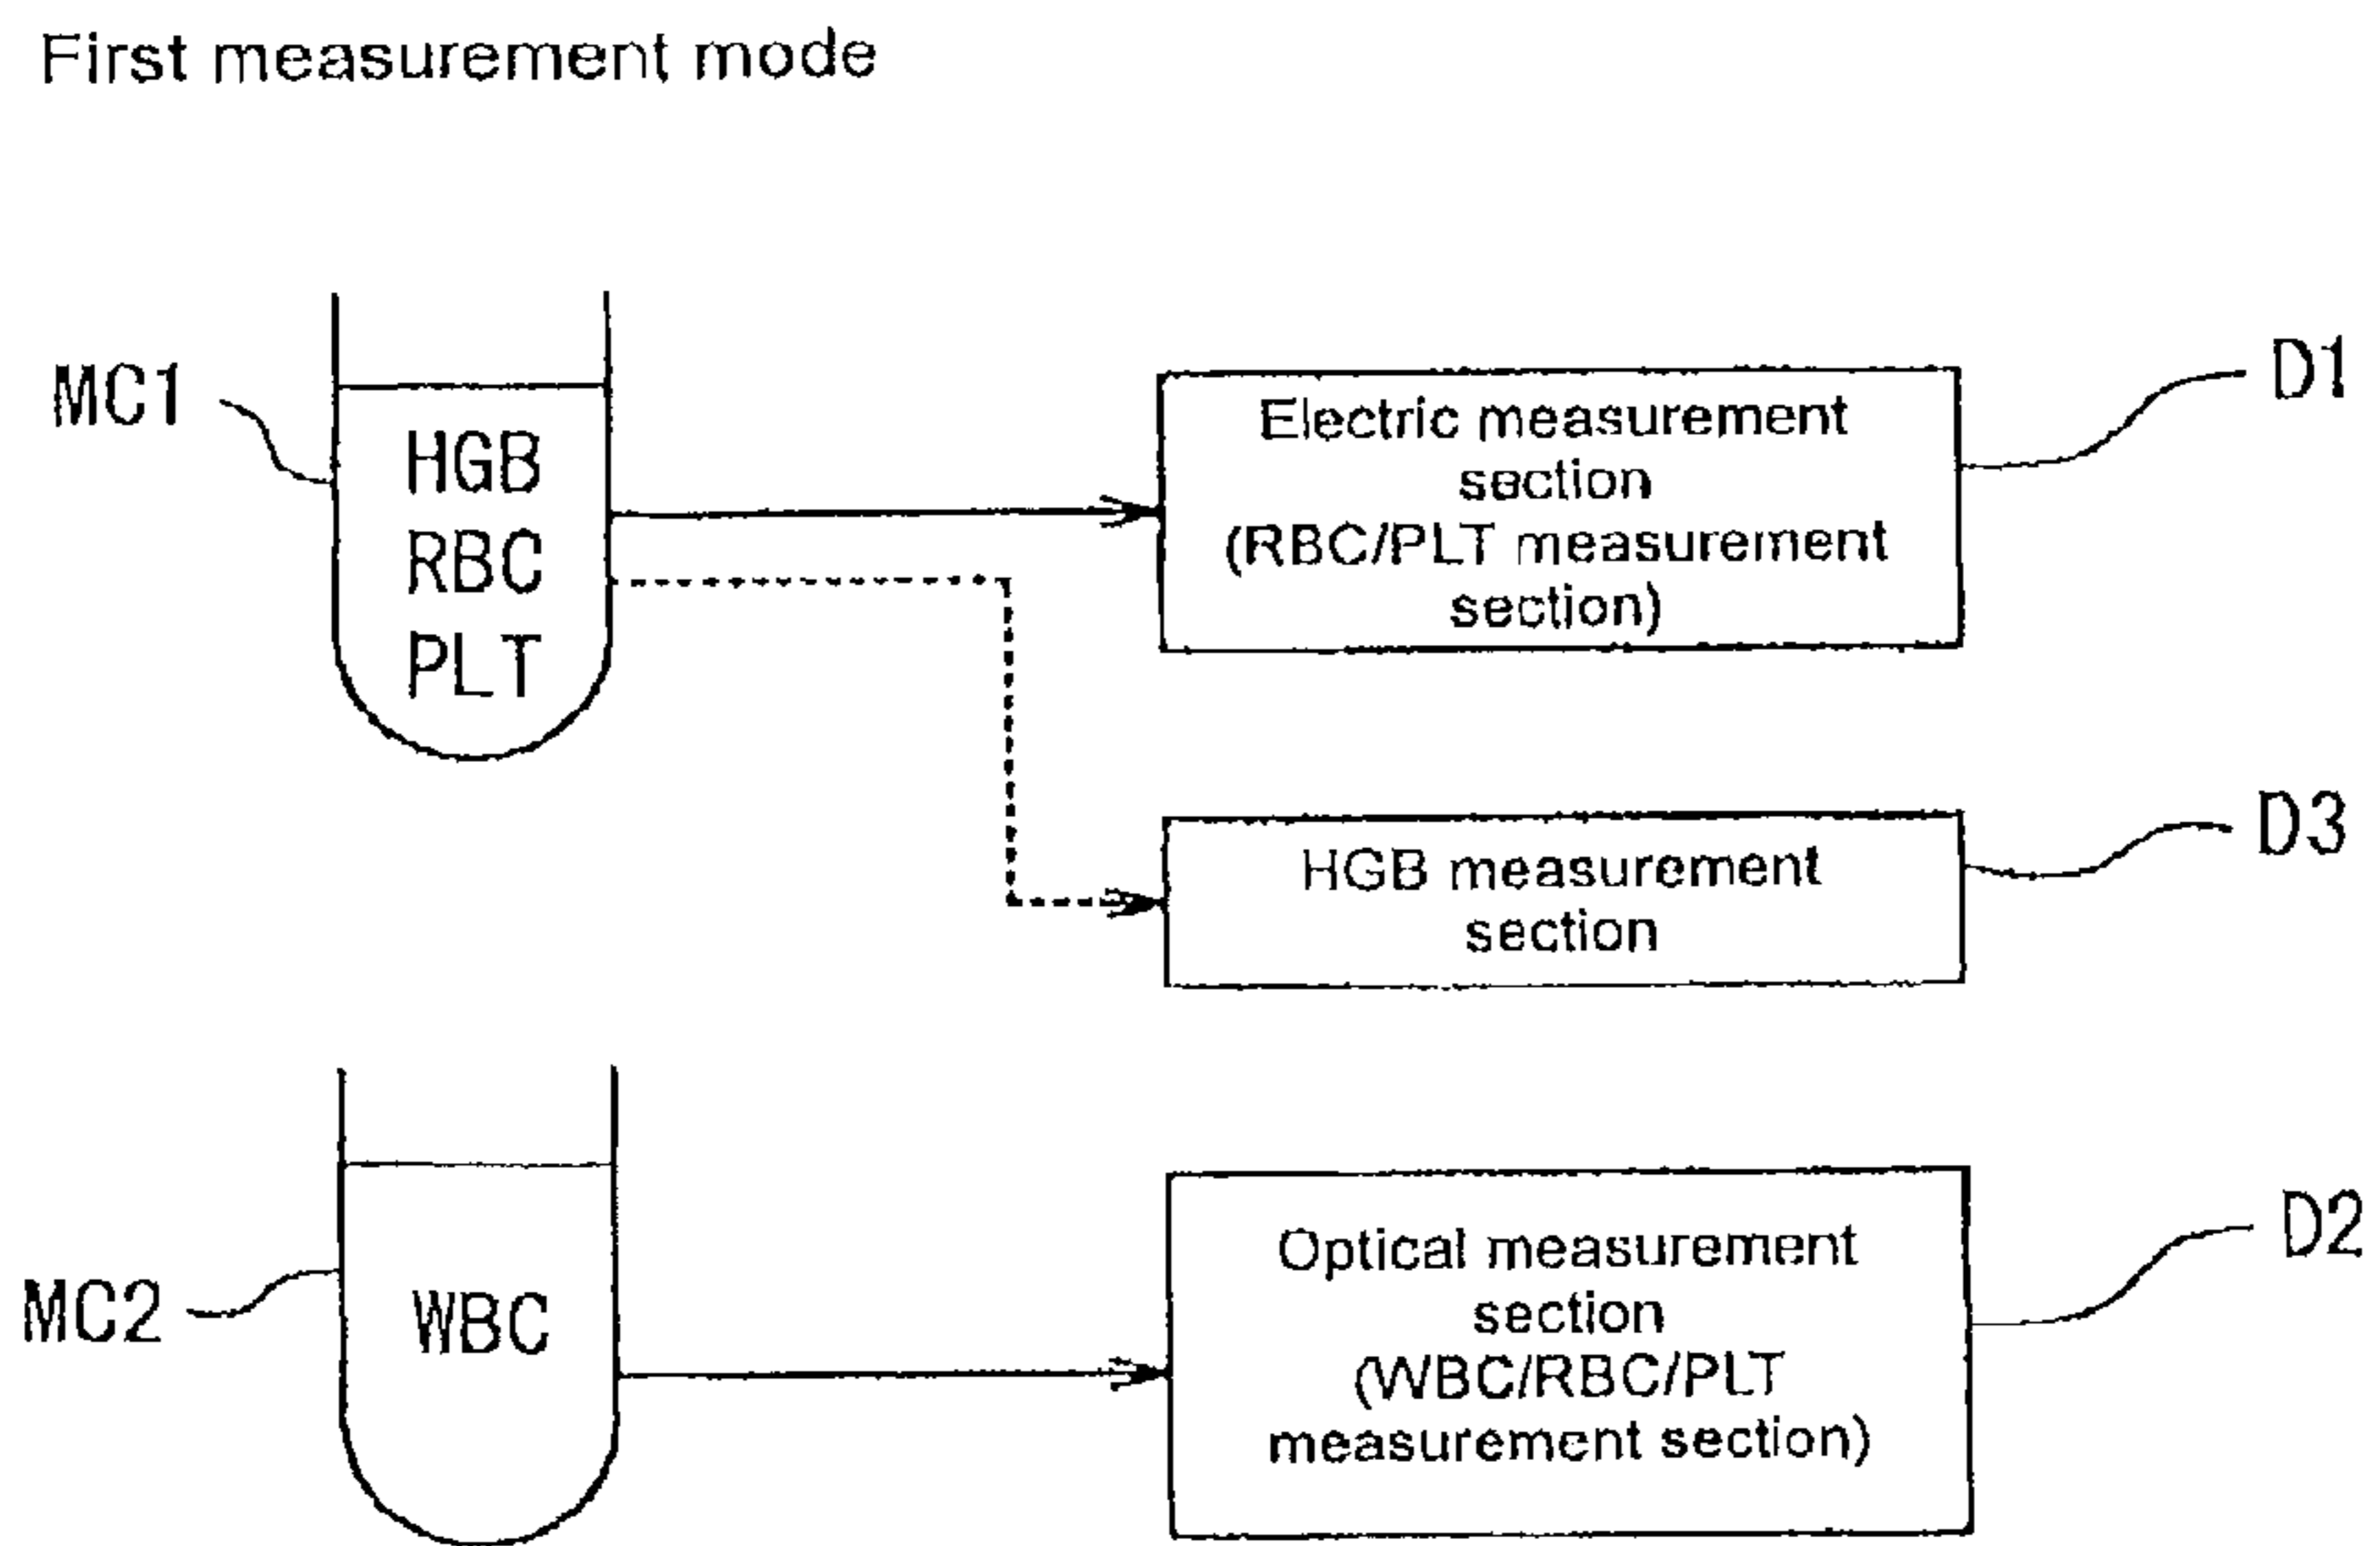 First measurement mode
MC1
HGB
RBC
PLT
Electric measurement
section
(RBC/PLT measurement
section)
D1
HGB measurement
section
D3
MC2
WBC
Optical measurement
section
(WBC/RBC/PLT
measurement section)
D2